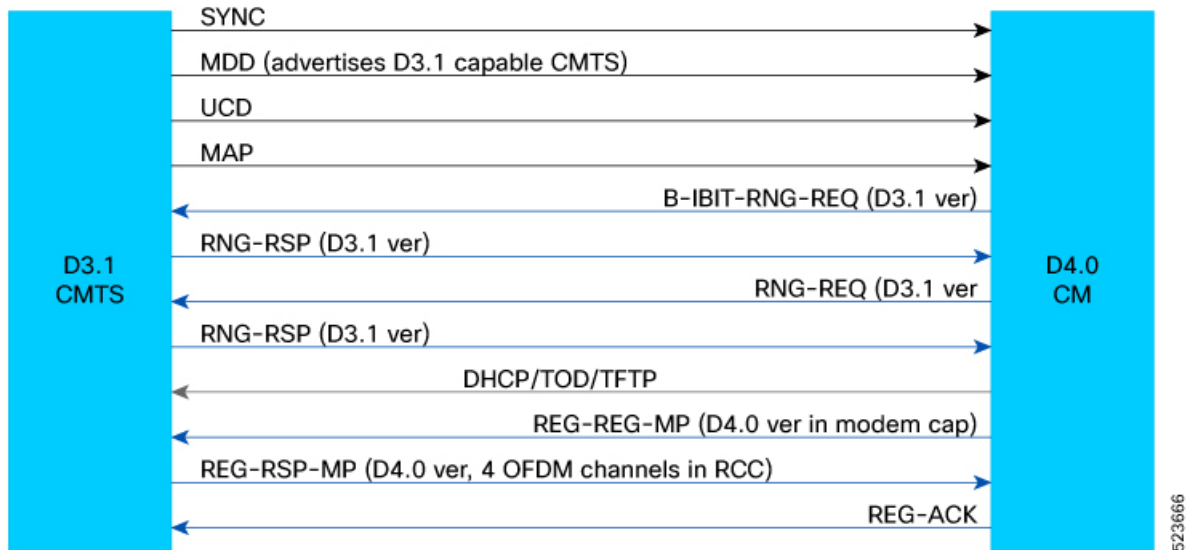 SYNC
MDD (advertises D3.1 capable CMTS)
UCD
MAP
B-IBIT-RNG-REQ (D3.1 ver)
RNG-RSP (D3.1 ver)
D3.1
CMTS
D4.0
CM
RNG-REQ (D3.1 ver
RNG-RSP (D3.1 ver)
DHCP/TOD/TFTP
REG-REG-MP (D4.0 ver in modem cap)
REG-RSP-MP (D4.0 ver, 4 OFDM channels in RCC)
REG-ACK
523666